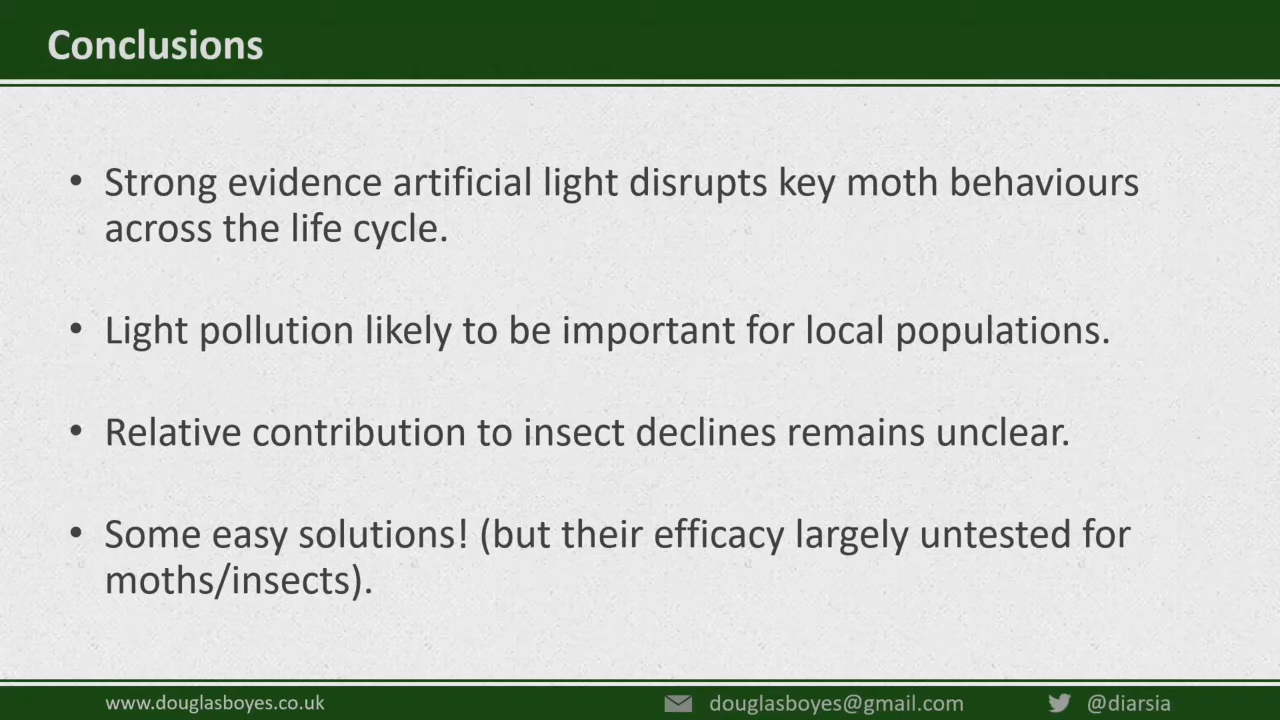 Conclusions
• Strong evidence artificial light disrupts key moth behaviours
across the life cycle.
• Light pollution likely to be important for local populations.
• Relative contribution to insect declines remains unclear.
• Some easy solutions! (but their efficacy largely untested for
moths/insects).
www.douglasboyes.co.uk douglasboyes@gmail.com @diarsia